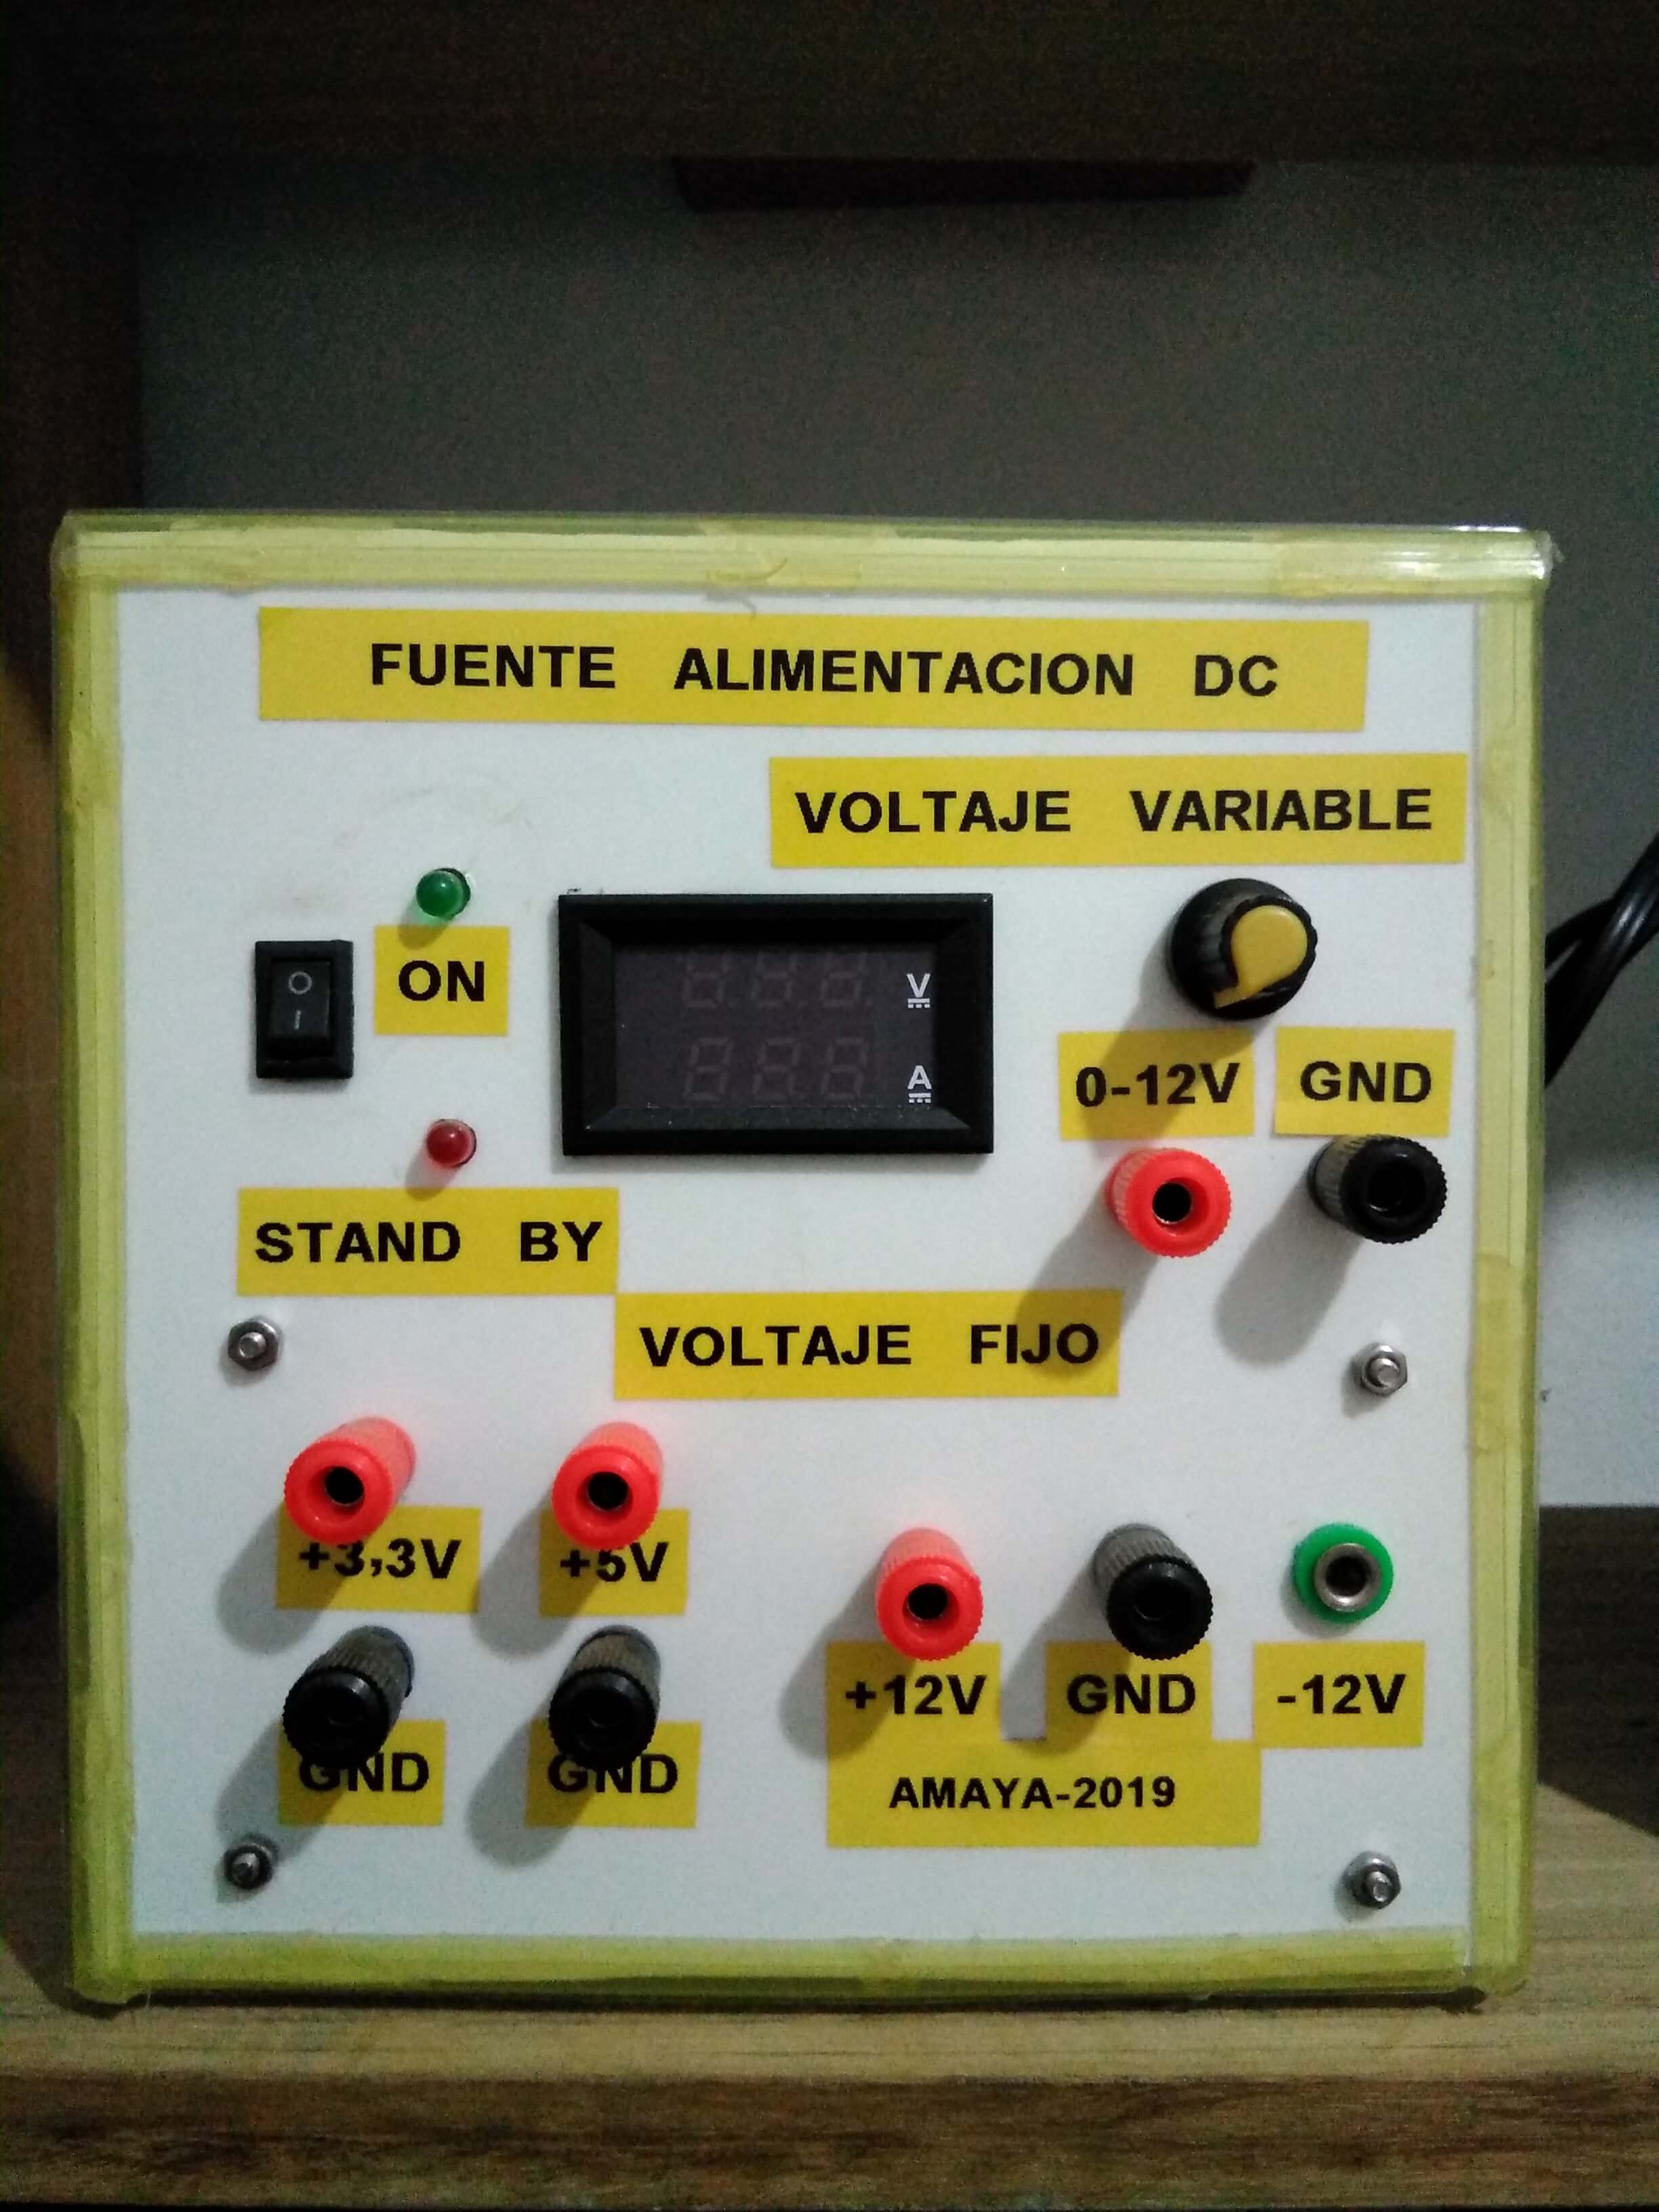 FUENTE ALIMENTACION DC
VOLTAJE VARIABLE
ON
V
A
0-12V GND
STAND BY
VOLTAJE FIJO
+3,3V +5V
+12V GND -12V
GND GND
AMAYA-2019